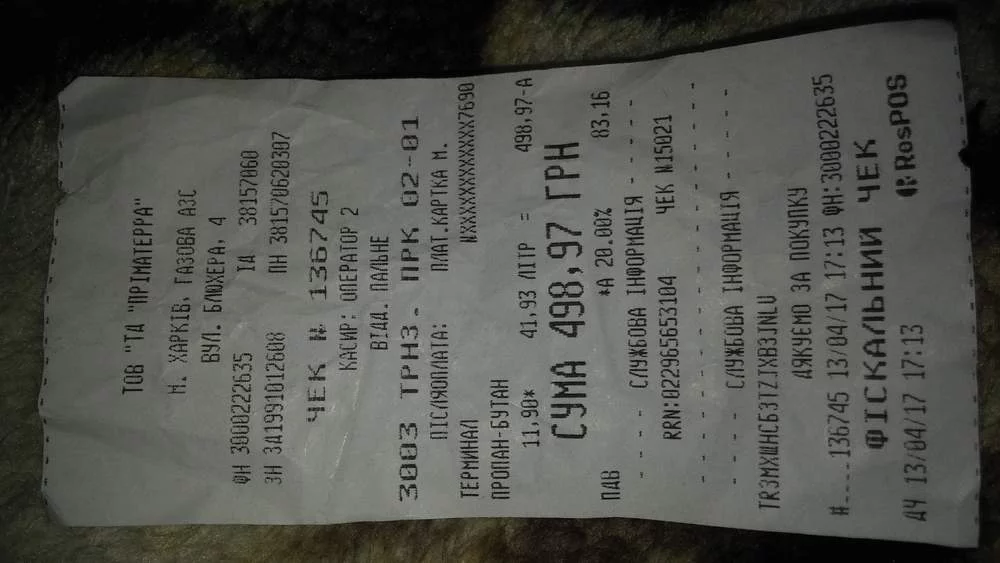 ТОВ "ТД "ПРІМАТЕРРА"
М. ХАРКІВ, ГАЗОВА АЗС
ВУЛ. БЛЮХЕРА, 4
ФН 3000222635 ІД 38157060
ЗН ЗА1991012608 ПН 381570620307
ЧЕК № 136745
КАСИР: ОПЕРАТОР 2
ВІДД. ПАЛЬНЕ
3003 ТРНЗ. ПРК 02-01
ПІСЛЯОПЛАТА: ПЛАТ.КАРТКА М.
ТЕРМИНАЛ NXXXXXXXXXXXX7690
ПРОПАН-БУТАН
11,90* 41,93 ЛІТР = 498,97-А
СУМА 498,97 ГРН
ПДВ *А 20.00% 83,16
- - - - СЛУЖБОВА ІНФОРМАЦІЯ - - - - -
RRN:022965653104 ЧЕК N15021
- - - - - - - - - - - - - - - - - -
- - - - СЛУЖБОВА ІНФОРМАЦІЯ - - - - -
ДЯКУЄМО ЗА ПОКУПКУ
#----136745 13/04/17 17:13 ФН:3000222635
ФІСКАЛЬНИЙ ЧЕК
ДЧ 13/04/17 17:13 RosPOS